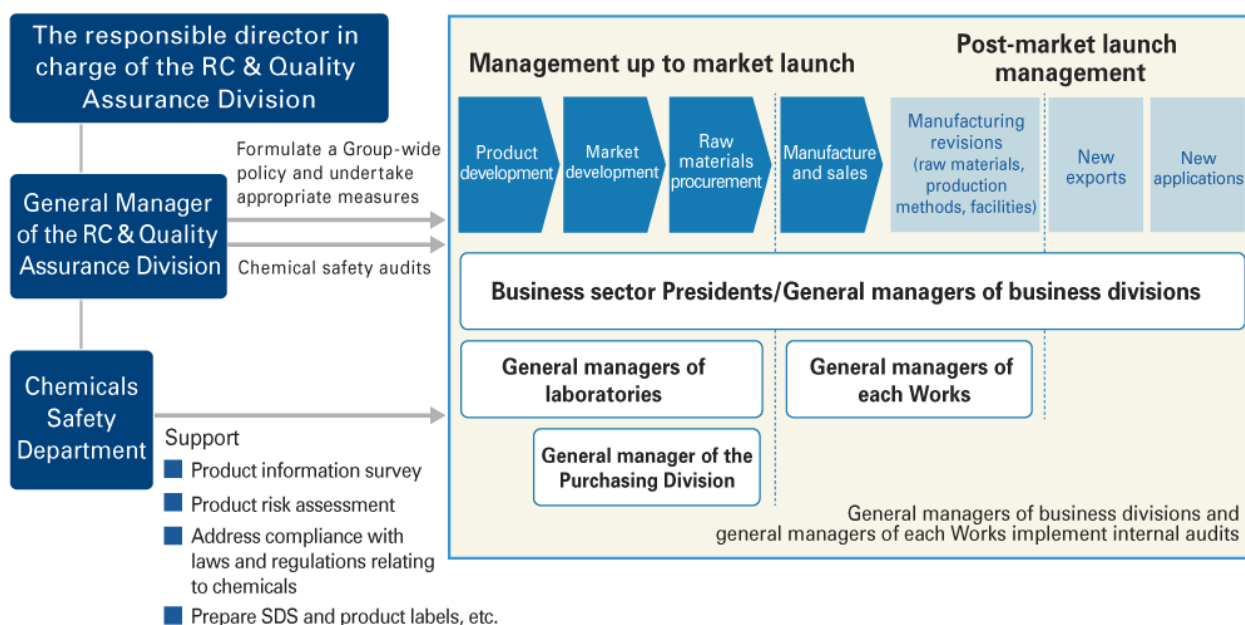 The responsible director in
charge of the RC & Quality
Assurance Division
Formulate a Group-wide
policy and undertake
appropriate measures
General Manager
of the RC & Quality
Assurance Division
Chemical safety audits
Chemicals
Safety
Department
Support
Product information survey
Product risk assessment
Address compliance with
laws and regulations relating
to chemicals
Prepare SDS and product labels, etc.
Management up to market launch
Post-market launch
management
Product
development
Market
development
Raw
materials
procurement
Manufacture
and sales
Manufacturing
revisions
(raw materials,
production
methods, facilities)
New
exports
New
applications
Business sector Presidents/General managers of business divisions
General managers of
laboratories
General managers of
each Works
General manager of the
Purchasing Division
General managers of business divisions and
general managers of each Works implement internal audits